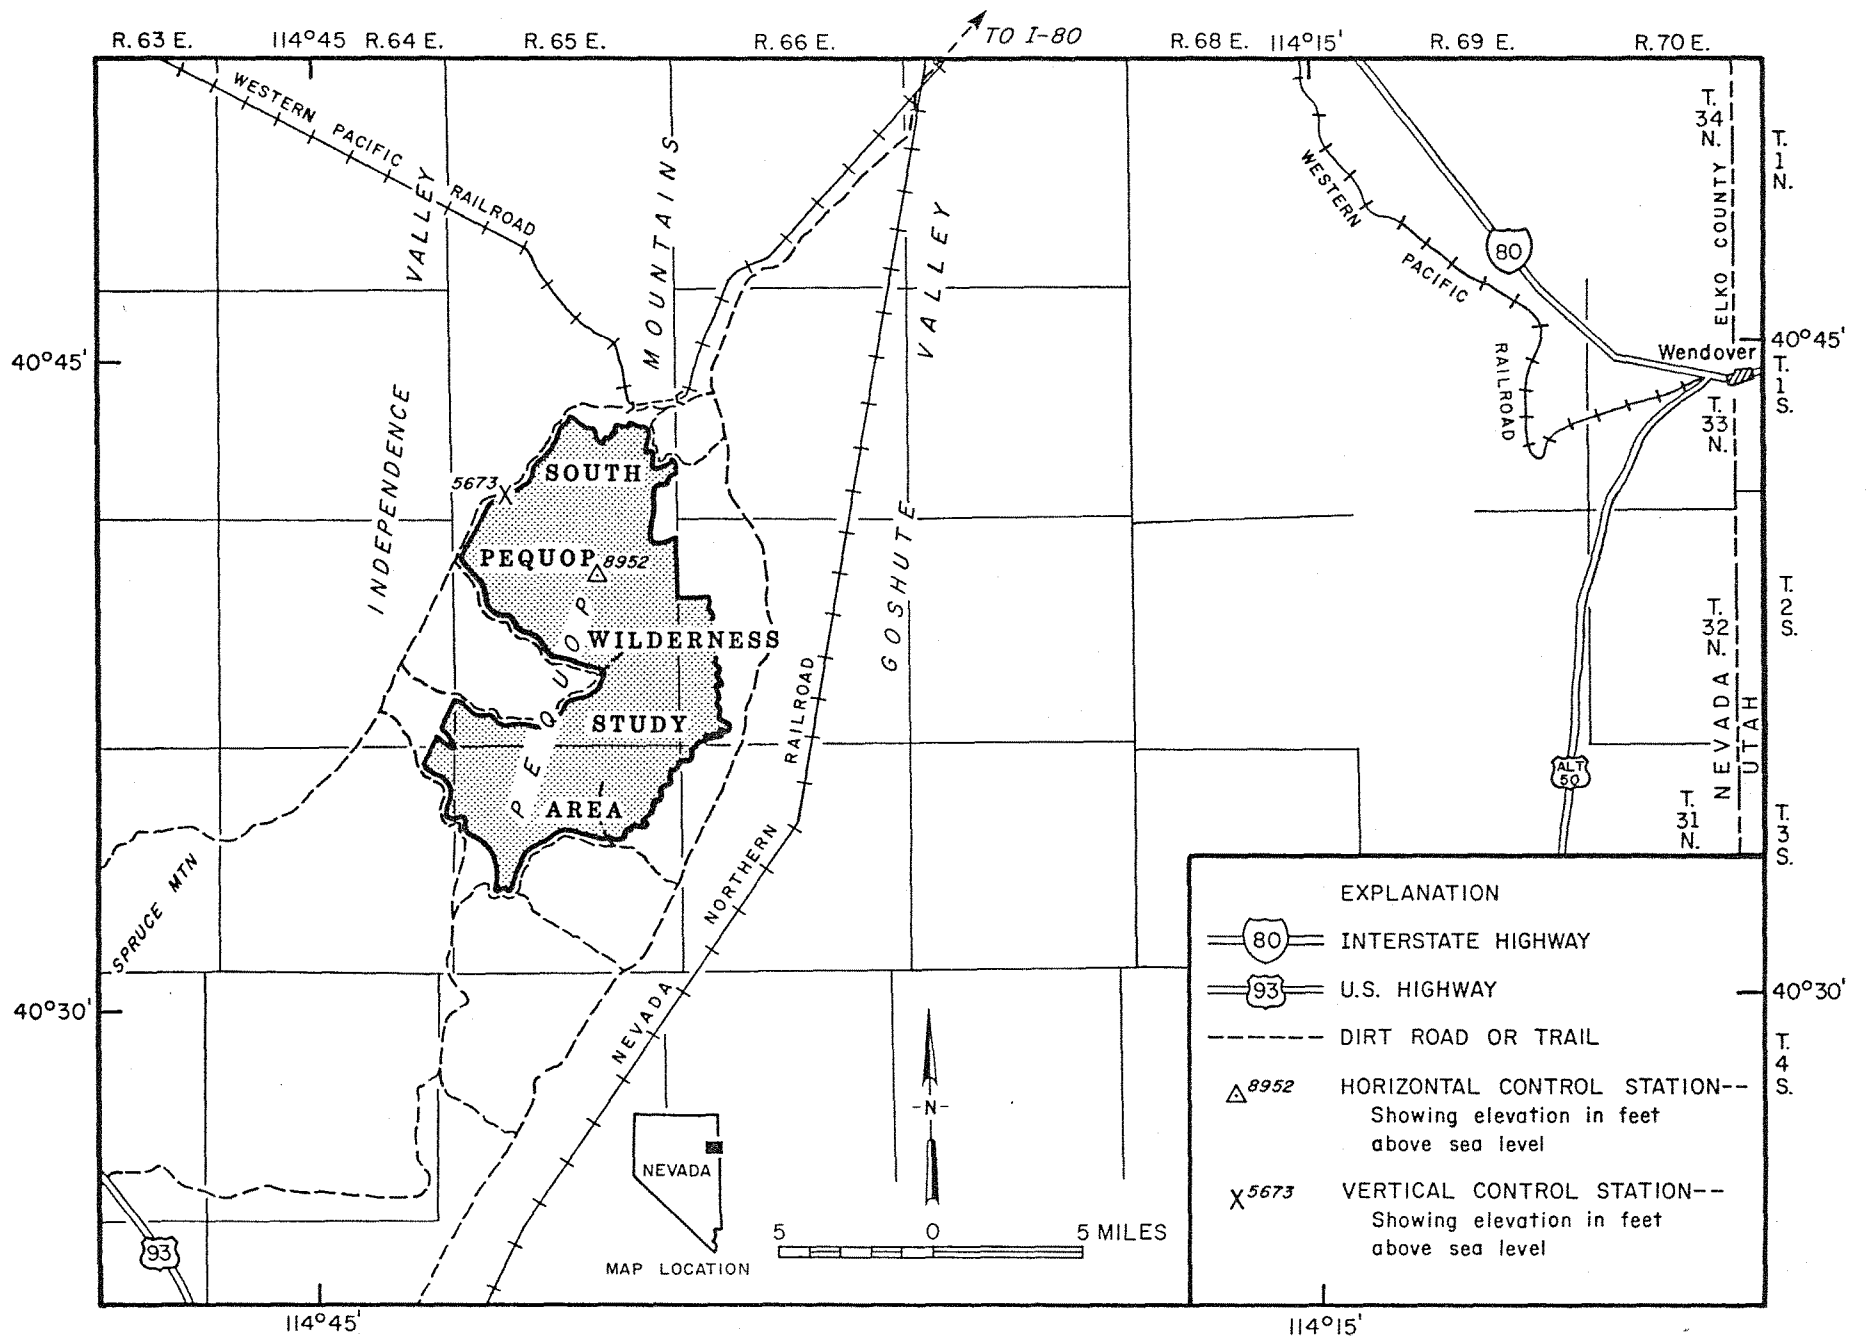 TO I-80
R. 63 E. 114°45 R. 64 E. R. 65 E. R. 66 E. R. 68 E. 114°15' R. 69 E. R. 70 E.
WESTERN PACIFIC RAILROAD
INDEPENDENCE VALLEY
MOUNTAINS
GOSHUTE VALLEY
WESTERN PACIFIC RAILROAD
80
ELKO COUNTY
T. 34 N.
T. 1 N.
40°45'
40°45'
Wendover
T. 1 S.
T. 33 N.
5673
SOUTH
PEQUOP
8952
WILDERNESS
STUDY
AREA
PEQUOP
T. 32 N.
T. 2 S.
NEVADA
UTAH
ALT 50
T. 31 N.
T. 3 S.
NEVADA NORTHERN RAILROAD
SPRUCE MTN
40°30'
40°30'
T. 4 S.
93
-N-
NEVADA
MAP LOCATION
5 0 5 MILES
EXPLANATION
80 INTERSTATE HIGHWAY
93 U.S. HIGHWAY
DIRT ROAD OR TRAIL
8952 HORIZONTAL CONTROL STATION--
Showing elevation in feet
above sea level
X 5673 VERTICAL CONTROL STATION--
Showing elevation in feet
above sea level
114°45'
114°15'